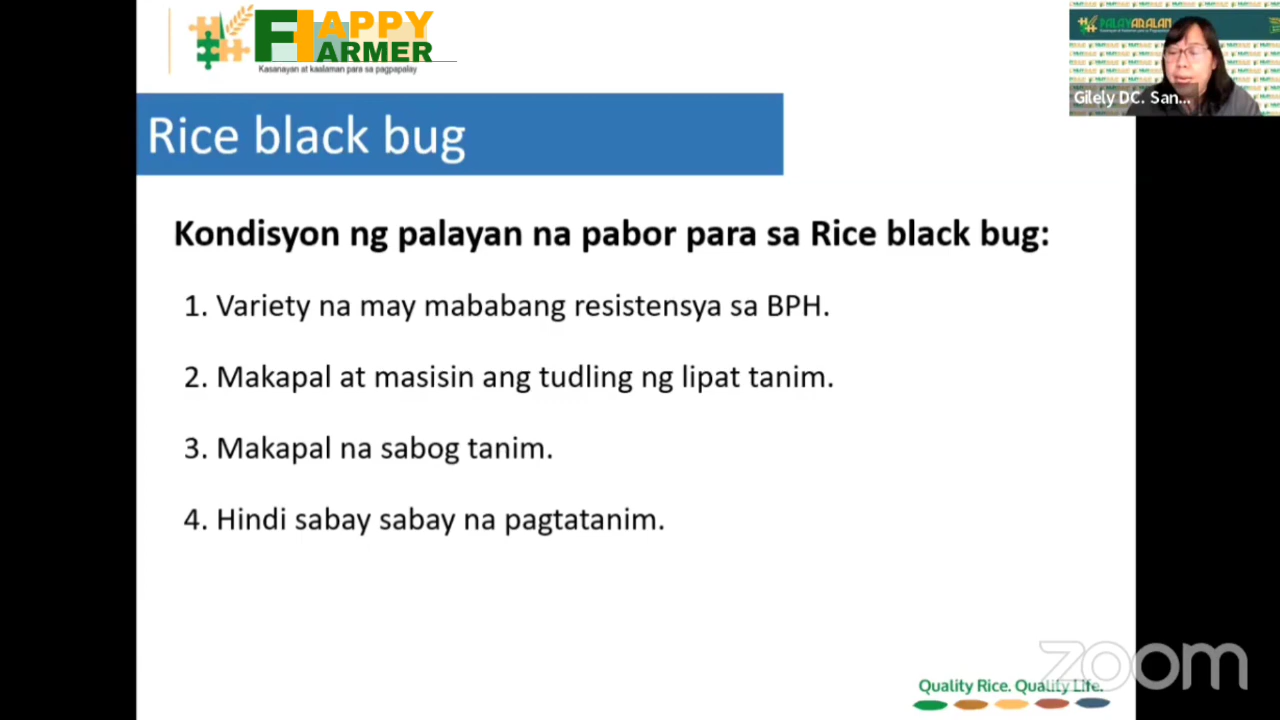 HAPPY
FARMER
Kasanayan at kaalaman para sa pagpapalay
PALAYARALAN
Gilely DC. San...
Rice black bug
Kondisyon ng palayan na pabor para sa Rice black bug:
1. Variety na may mababang resistensya sa BPH.
2. Makapal at masisin ang tudling ng lipat tanim.
3. Makapal na sabog tanim.
4. Hindi sabay sabay na pagtatanim.
Quality Rice. Quality Life.
zoom